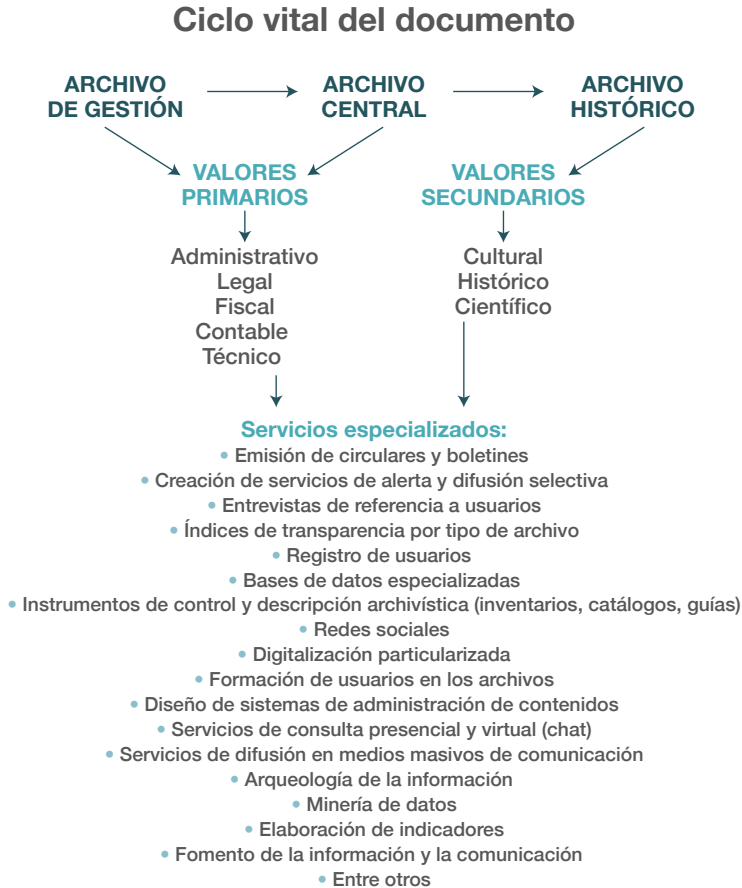 Ciclo vital del documento
ARCHIVO
DE GESTIÓN
ARCHIVO
CENTRAL
ARCHIVO
HISTÓRICO
VALORES
PRIMARIOS
VALORES
SECUNDARIOS
Administrativo
Legal
Fiscal
Contable
Técnico
Cultural
Histórico
Científico
Servicios especializados:
• Emisión de circulares y boletines
• Creación de servicios de alerta y difusión selectiva
• Entrevistas de referencia a usuarios
• Índices de transparencia por tipo de archivo
• Registro de usuarios
• Bases de datos especializadas
• Instrumentos de control y descripción archivística (inventarios, catálogos, guías)
• Redes sociales
• Digitalización particularizada
• Formación de usuarios en los archivos
• Diseño de sistemas de administración de contenidos
• Servicios de consulta presencial y virtual (chat)
• Servicios de difusión en medios masivos de comunicación
• Arqueología de la información
• Minería de datos
• Elaboración de indicadores
• Fomento de la información y la comunicación
• Entre otros